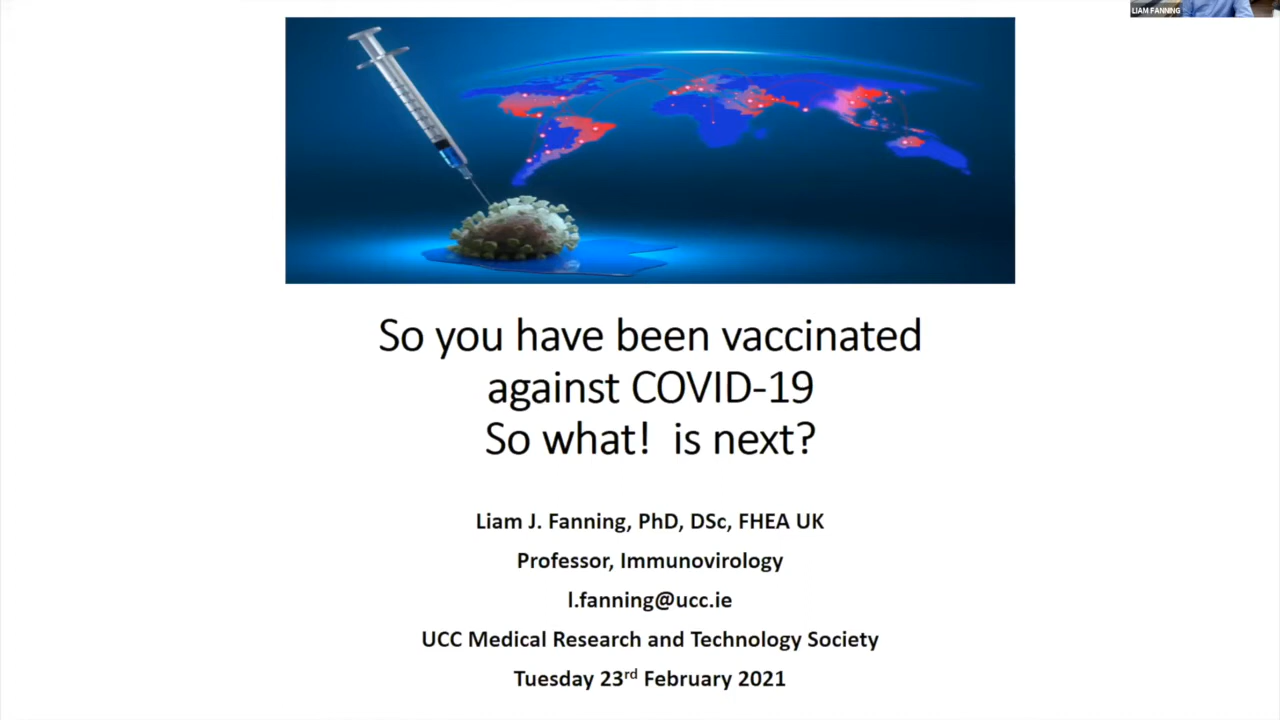 LIAM FANNING
So you have been vaccinated
against COVID-19
So what!  is next?
Liam J. Fanning, PhD, DSc, FHEA UK
Professor, Immunovirology
l.fanning@ucc.ie
UCC Medical Research and Technology Society
Tuesday 23rd February 2021